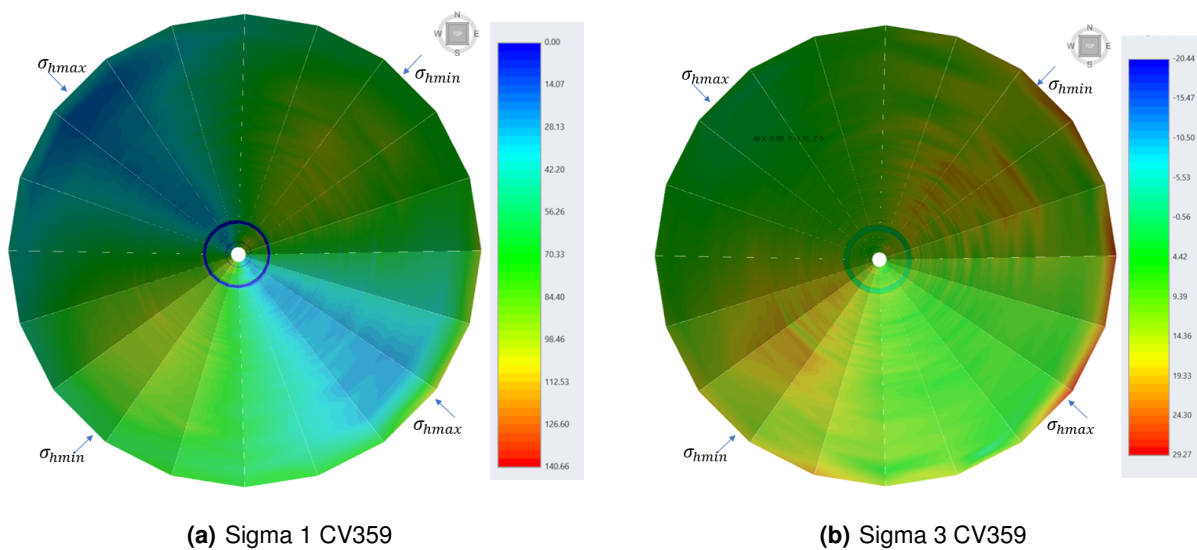 N
W TOP E
S
σhmax
σhmin
0.00
14.07
28.13
42.20
56.26
70.33
84.40
98.46
112.53
126.60
140.66
σhmin
σhmax
(a) Sigma 1 CV359
N
W TOP E
S
σhmax
σhmin
-20.44
-15.47
-10.50
-5.53
-0.56
4.42
9.39
14.36
19.33
24.30
29.27
σhmin
σhmax
(b) Sigma 3 CV359